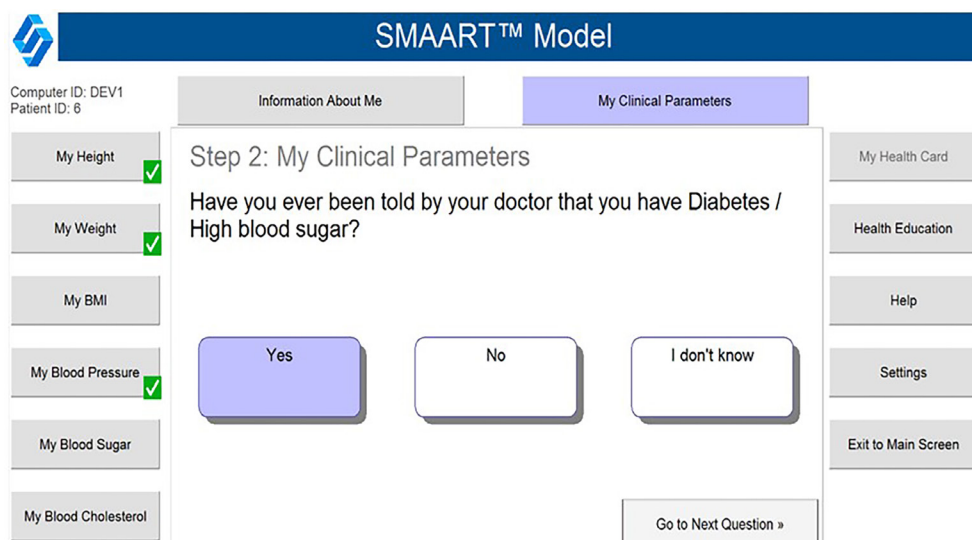 SMAART™ Model
Computer ID: DEV1
Patient ID: 6
Information About Me
My Clinical Parameters
My Height
My Weight
My BMI
My Blood Pressure
My Blood Sugar
My Blood Cholesterol
Step 2: My Clinical Parameters
Have you ever been told by your doctor that you have Diabetes /
High blood sugar?
Yes
No
I don't know
Go to Next Question »
My Health Card
Health Education
Help
Settings
Exit to Main Screen